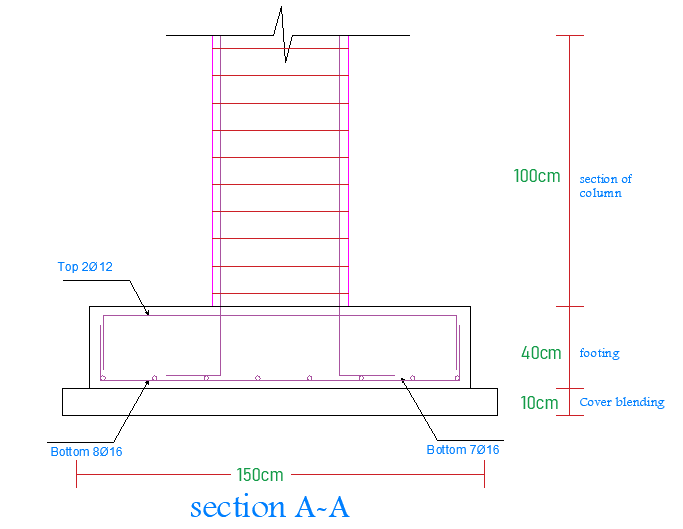 100cm
section of
column
Top 2Ø12
40cm
footing
10cm
Cover blending
Bottom 8Ø16
Bottom 7Ø16
150cm
section A-A